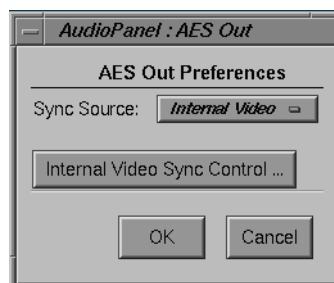 AudioPanel : AES Out
AES Out Preferences
Sync Source: Internal Video
Internal Video Sync Control ...
OK Cancel